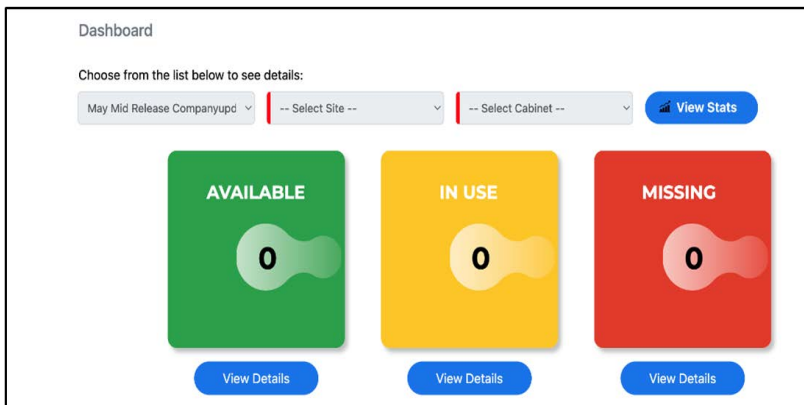 Dashboard
Choose from the list below to see details:
May Mid Release Companyupd -- Select Site -- -- Select Cabinet -- View Stats
AVAILABLE IN USE MISSING
0 0 0
View Details View Details View Details